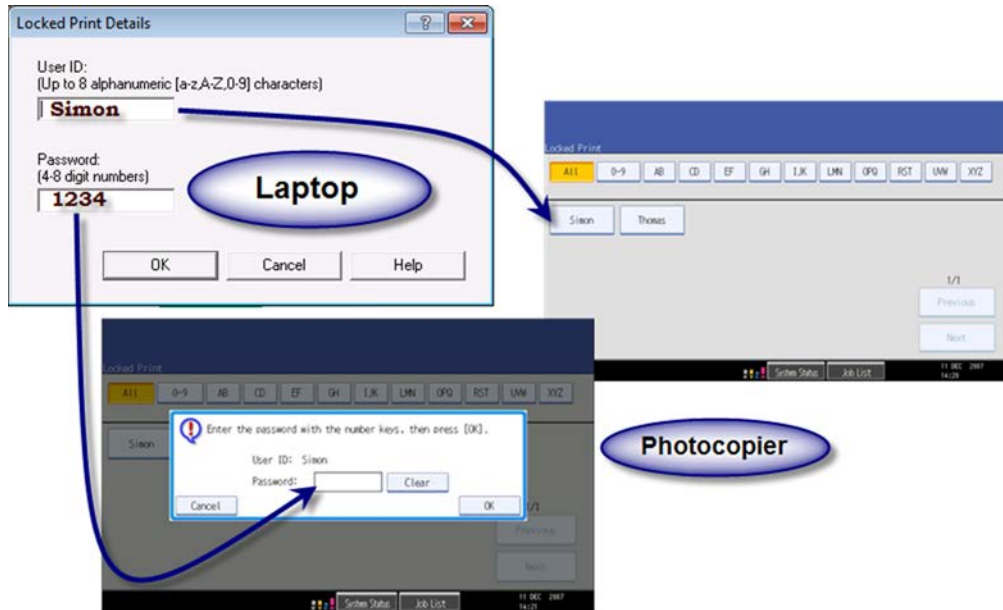 Locked Print Details
User ID:
(Up to 8 alphanumeric [a-z,A-Z,0-9] characters)
Simon
Password:
(4-8 digit numbers)
1234
Laptop
OK Cancel Help
Locked Print
All 0-9 AB CD EF GH IJK LMN OPQ RST UVW XYZ
Simon Thomas
1/1
Previous
Next
System Status Job List 11 DEC 2007
14:29
Locked Print
All 0-9 AB CD EF GH IJK LMN OPQ RST UVW XYZ
Simon
Enter the password with the number keys, then press [OK].
User ID: Simon
Password: Clear
Cancel OK
1/1
Previous
Next
System Status Job List 11 DEC 2007
14:29
Photocopier